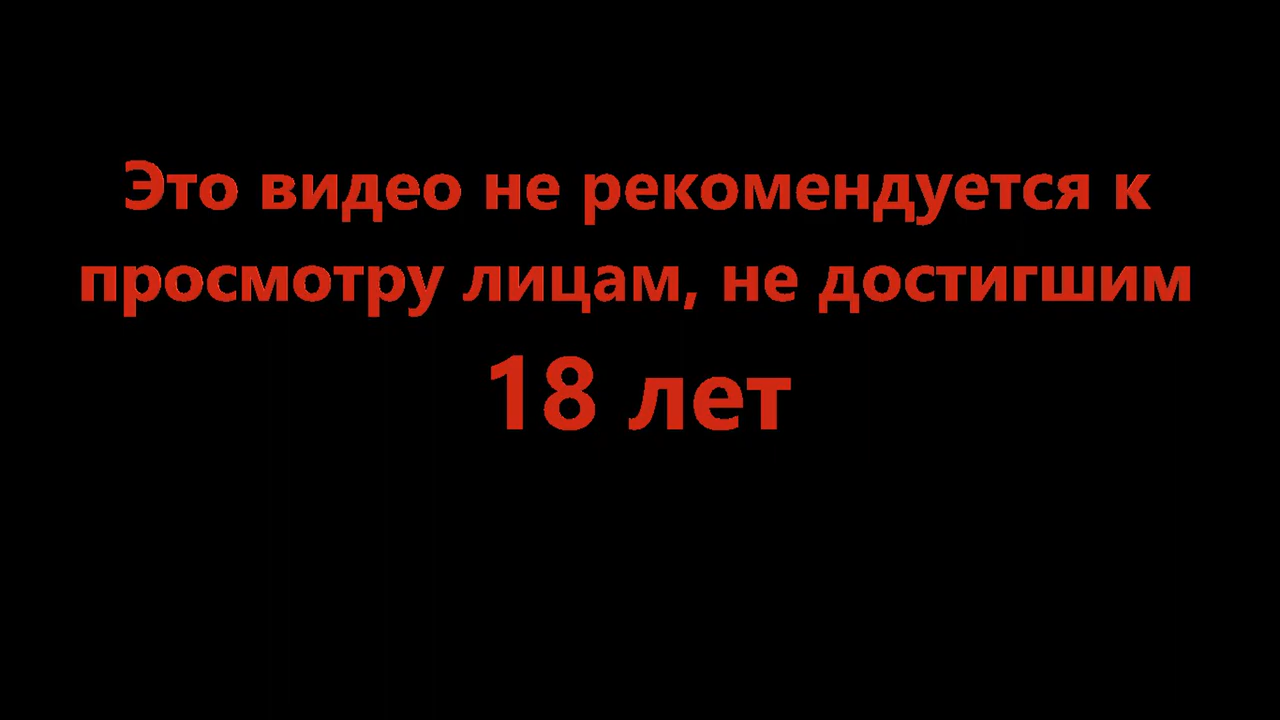 Это видео не рекомендуется к
просмотру лицам, не достигшим
18 лет